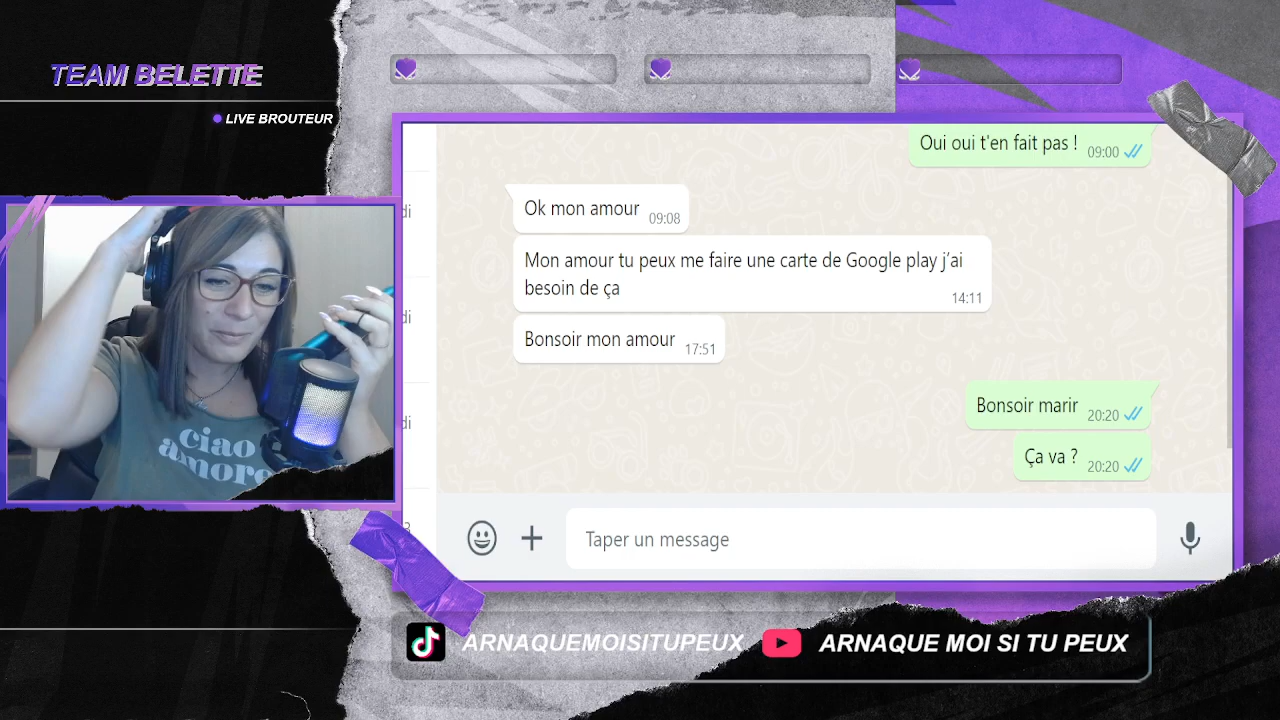 TEAM BELETTE
LIVE BROUTEUR
ciao
amore
di
di
di
Oui oui t'en fait pas ! 09:00
Ok mon amour 09:08
Mon amour tu peux me faire une carte de Google play j’ai
besoin de ça 14:11
Bonsoir mon amour 17:51
Bonsoir marir 20:20
Ça va ? 20:20
Taper un message
ARNAQUEMOISITUPEUX
ARNAQUE MOI SI TU PEUX